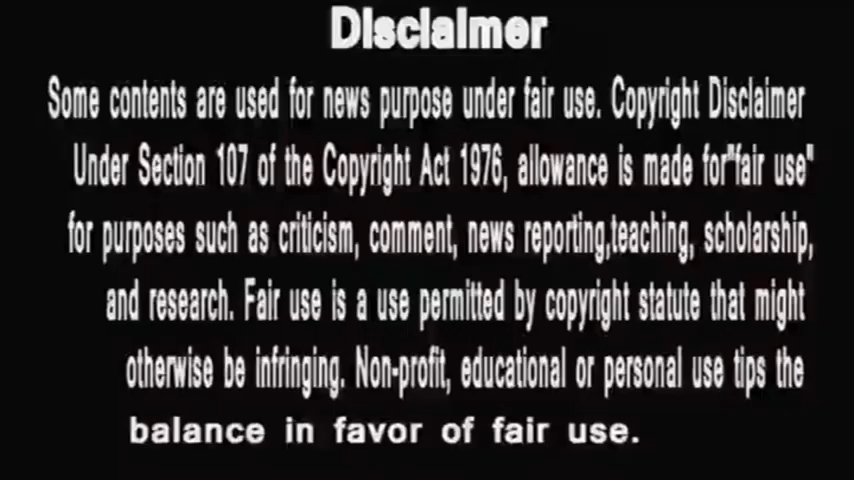 Disclaimer
Some contents are used for news purpose under fair use. Copyright Disclaimer
Under Section 107 of the Copyright Act 1976, allowance is made for"fair use"
for purposes such as criticism, comment, news reporting,teaching, scholarship,
and research. Fair use is a use permitted by copyright statute that might
otherwise be infringing. Non-profit, educational or personal use tips the
balance in favor of fair use.